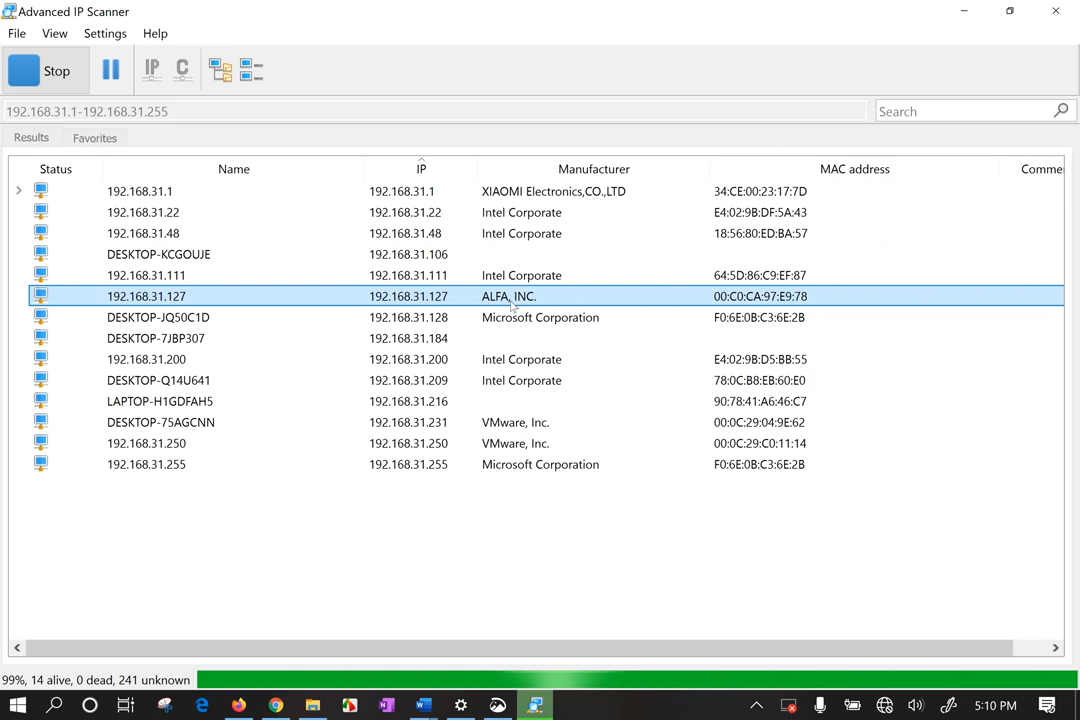 Advanced IP Scanner
File View Settings Help
Stop IP C
192.168.31.1-192.168.31.255 Search
Results Favorites
Status Name IP Manufacturer MAC address Comme
192.168.31.1 192.168.31.1 XIAOMI Electronics,CO.,LTD 34:CE:00:23:17:7D
192.168.31.22 192.168.31.22 Intel Corporate E4:02:9B:DF:5A:43
192.168.31.48 192.168.31.48 Intel Corporate 18:56:80:ED:BA:57
DESKTOP-KCGOUJE 192.168.31.106
192.168.31.111 192.168.31.111 Intel Corporate 64:5D:86:C9:EF:87
192.168.31.127 192.168.31.127 ALFA, INC. 00:C0:CA:97:E9:78
DESKTOP-JQ50C1D 192.168.31.128 Microsoft Corporation F0:6E:0B:C3:6E:2B
DESKTOP-7JBP307 192.168.31.184
192.168.31.200 192.168.31.200 Intel Corporate E4:02:9B:D5:BB:55
DESKTOP-Q14U641 192.168.31.209 Intel Corporate 78:0C:B8:EB:60:E0
LAPTOP-H1GDFAH5 192.168.31.216 90:78:41:A6:46:C7
DESKTOP-75AGCNN 192.168.31.231 VMware, Inc. 00:0C:29:04:9E:62
192.168.31.250 192.168.31.250 VMware, Inc. 00:0C:29:C0:11:14
192.168.31.255 192.168.31.255 Microsoft Corporation F0:6E:0B:C3:6E:2B
99%, 14 alive, 0 dead, 241 unknown
5:10 PM